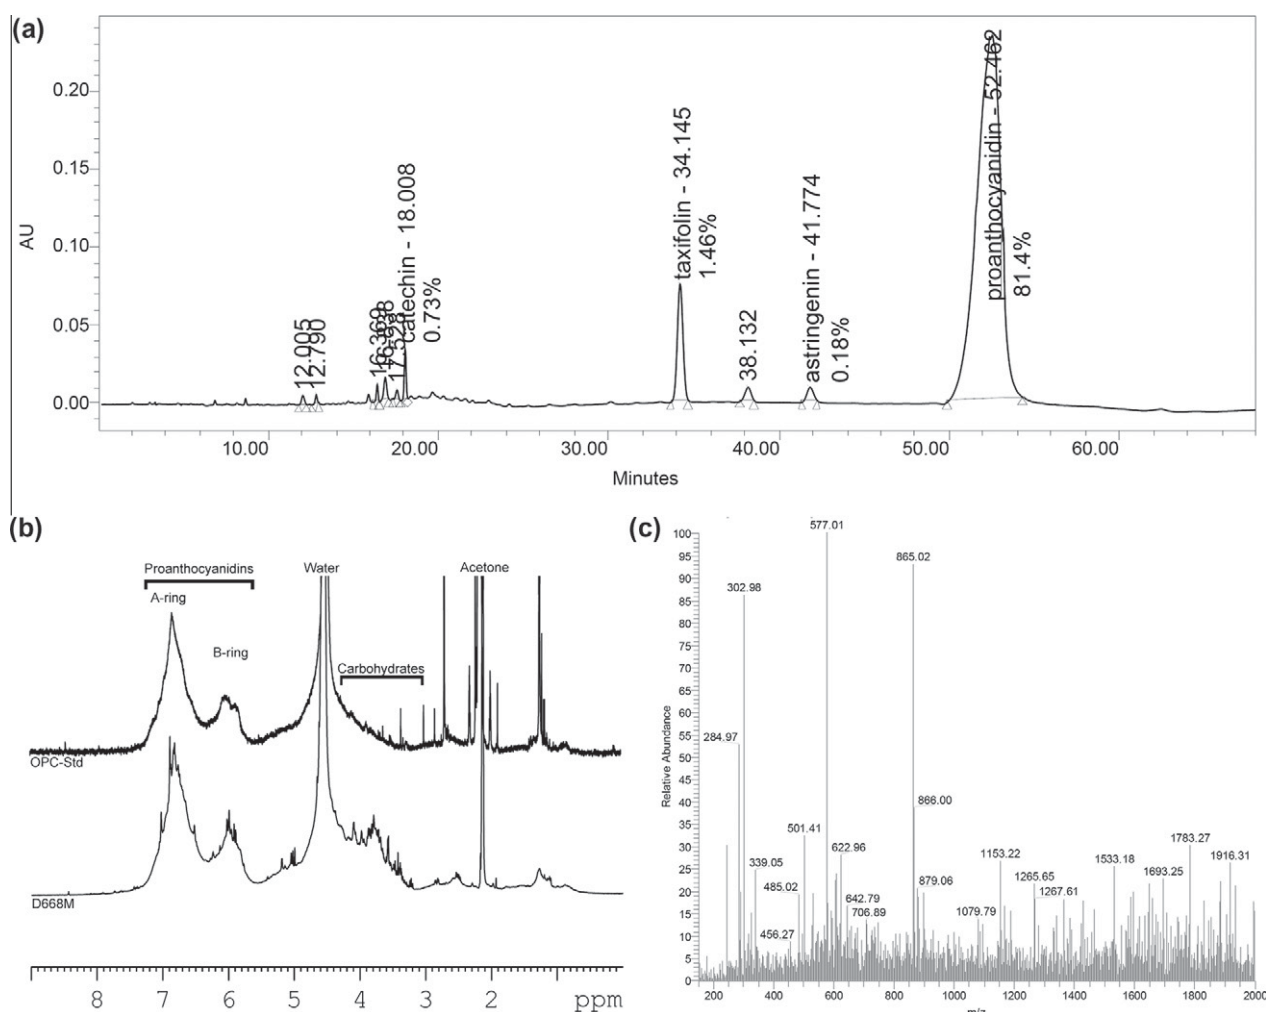 (a)
0.20
0.15
0.10
0.05
0.00
AU
12.005
12.790
16.369
17.528
catechin - 18.008
0.73%
taxifolin - 34.145
1.46%
38.132
astringenin - 41.774
0.18%
proanthocyanidin - 52.462
81.4%
10.00 20.00 30.00 40.00 50.00 60.00
Minutes
(b)
Proanthocyanidins
A-ring
B-ring
Water
Carbohydrates
Acetone
OPC-Std
D668M
8 7 6 5 4 3 2 ppm
(c)
577.01
865.02
302.98
284.97
866.00
501.41
622.96
339.05
485.02
642.79
706.89
456.27
879.06
1153.22
1265.65
1267.61
1079.79
1533.18
1693.25
1783.27
1916.31
100
95
90
85
80
75
70
65
60
55
50
45
40
35
30
25
20
15
10
5
0
Relative Abundance
200 400 600 800 1000 1200 1400 1600 1800 2000
m/z